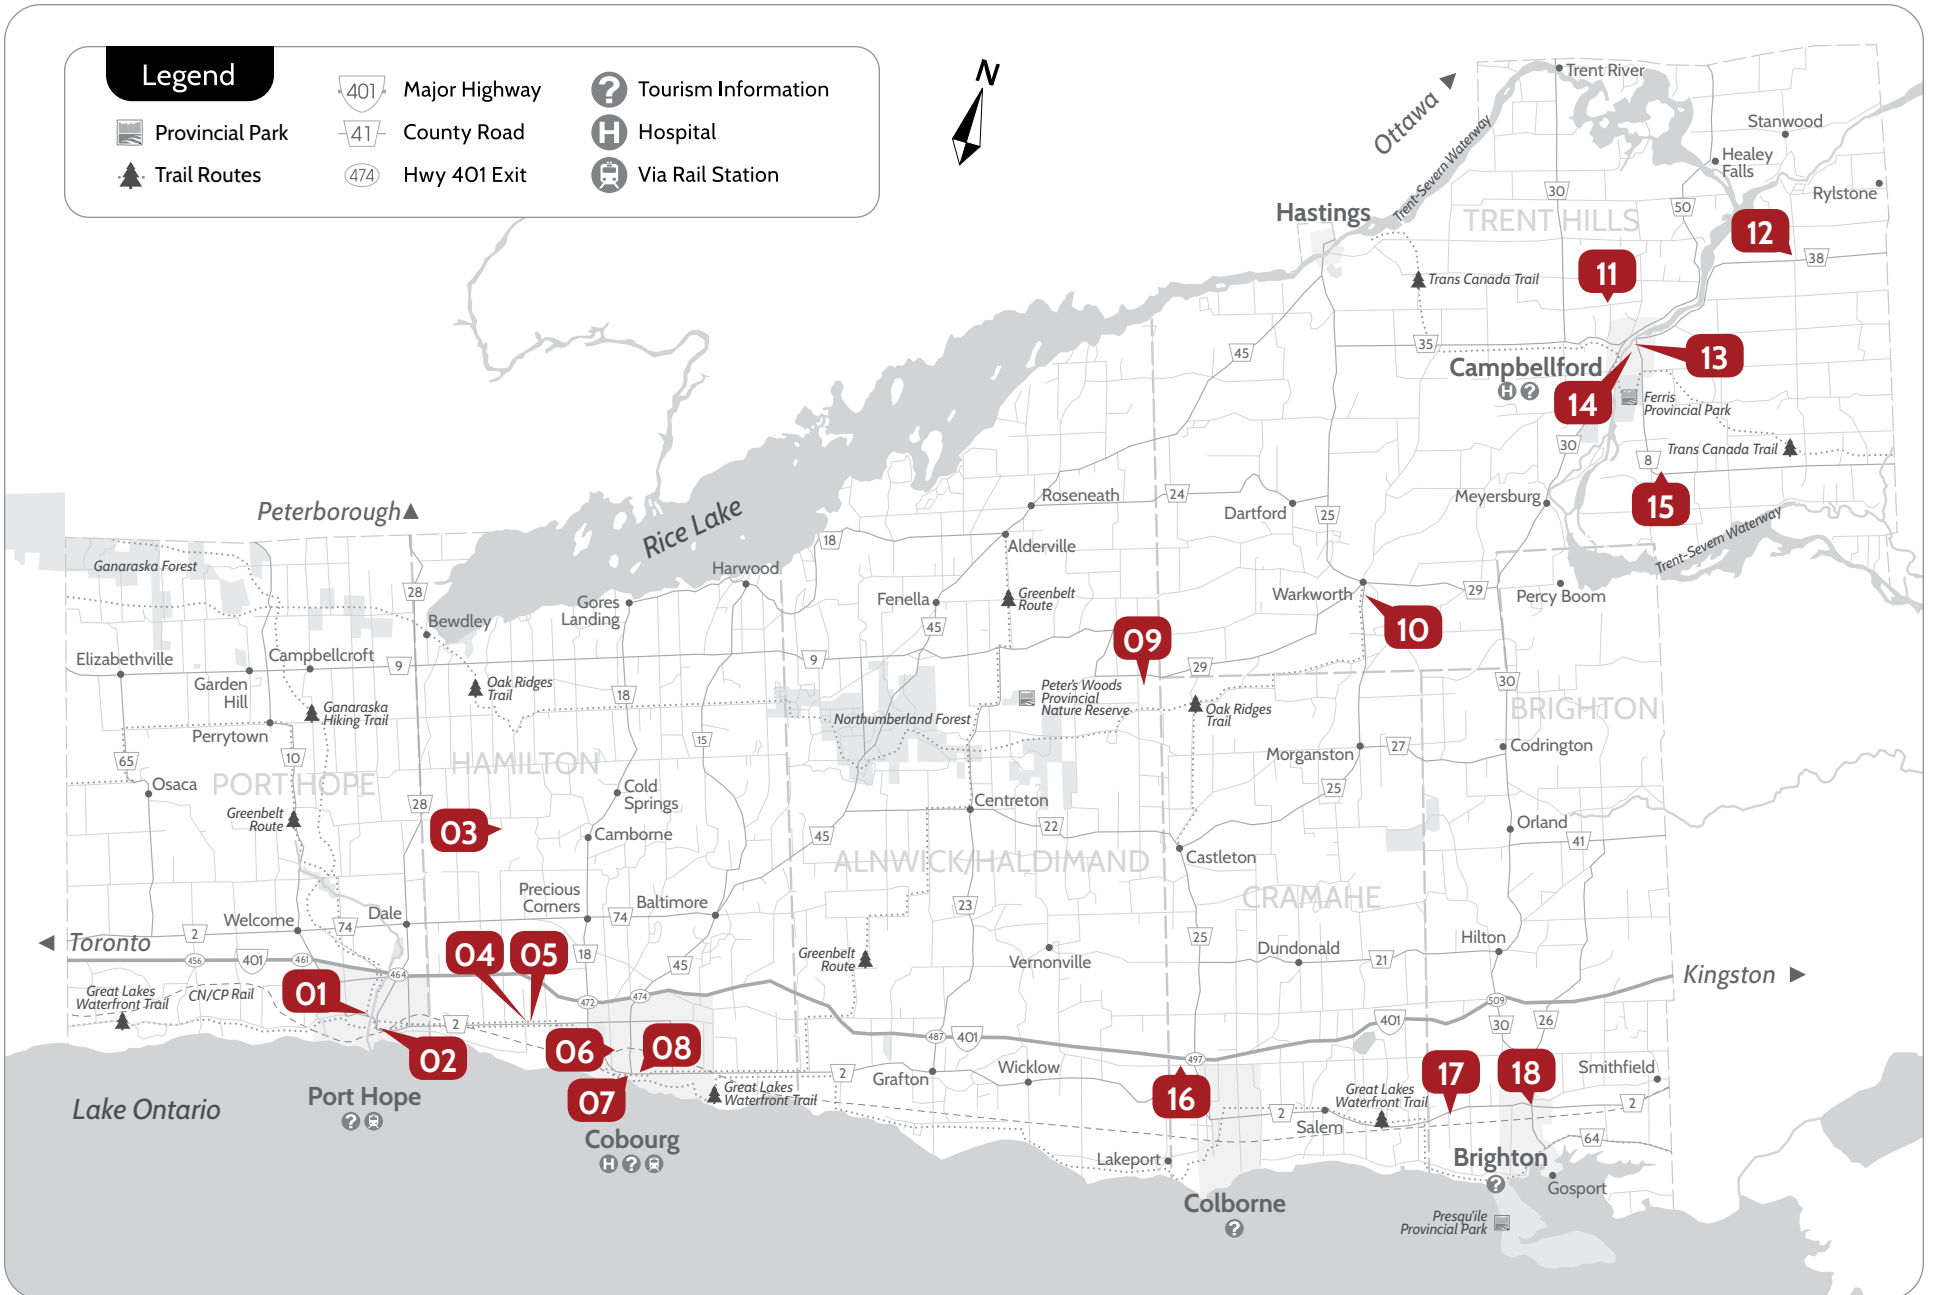 Legend
Provincial Park
Trail Routes
401 Major Highway
41 County Road
474 Hwy 401 Exit
? Tourism Information
H Hospital
Via Rail Station
N
Ottawa
Trent-Severn Waterway
Trent River
Stanwood
Healey
Falls
Rylstone
Hastings
30
50
TRENT HILLS
12
38
11
Trans Canada Trail
45
35
13
Campbellford
H ?
14
Ferris
Provincial Park
30
8
Trans Canada Trail
15
Meyersburg
Trent-Severn Waterway
Peterborough
Rice Lake
Roseneath
24
Dartford
25
18
Alderville
Ganaraska Forest
28
Harwood
Gores
Landing
Fenella
45
Greenbelt
Route
Warkworth
29
Percy Boom
10
Bewdley
09
Elizabethville
Campbellcroft
9
9
29
Garden
Hill
Oak Ridges
Trail
18
Peter's Woods
Provincial
Nature Reserve
30
Ganaraska
Hiking Trail
Northumberland Forest
Oak Ridges
Trail
BRIGHTON
Perrytown
10
15
Morganston
27
Codrington
65
HAMILTON
PORT HOPE
Osaca
Cold
Springs
25
28
Centreton
Greenbelt
Route
03
Camborne
45
22
Orland
41
ALNWICK/HALDIMAND
Castleton
Precious
Corners
Baltimore
CRAMAHE
23
Welcome
74
Dale
74
2
Toronto
25
Hilton
04
05
18
45
Greenbelt
Route
Vernonville
Dundonald
21
456
401
461
464
Kingston
Great Lakes
Waterfront Trail
CN/CP Rail
01
472
474
509
2
487
401
401
30
26
02
06
08
497
2
Grafton
Wicklow
17
18
Smithfield
07
Great Lakes
Waterfront Trail
16
Great Lakes
Waterfront Trail
Port Hope
?
Lake Ontario
2
Salem
2
Cobourg
H ?
64
Lakeport
Brighton
?
Gosport
Colborne
?
Presqu'ile
Provincial Park